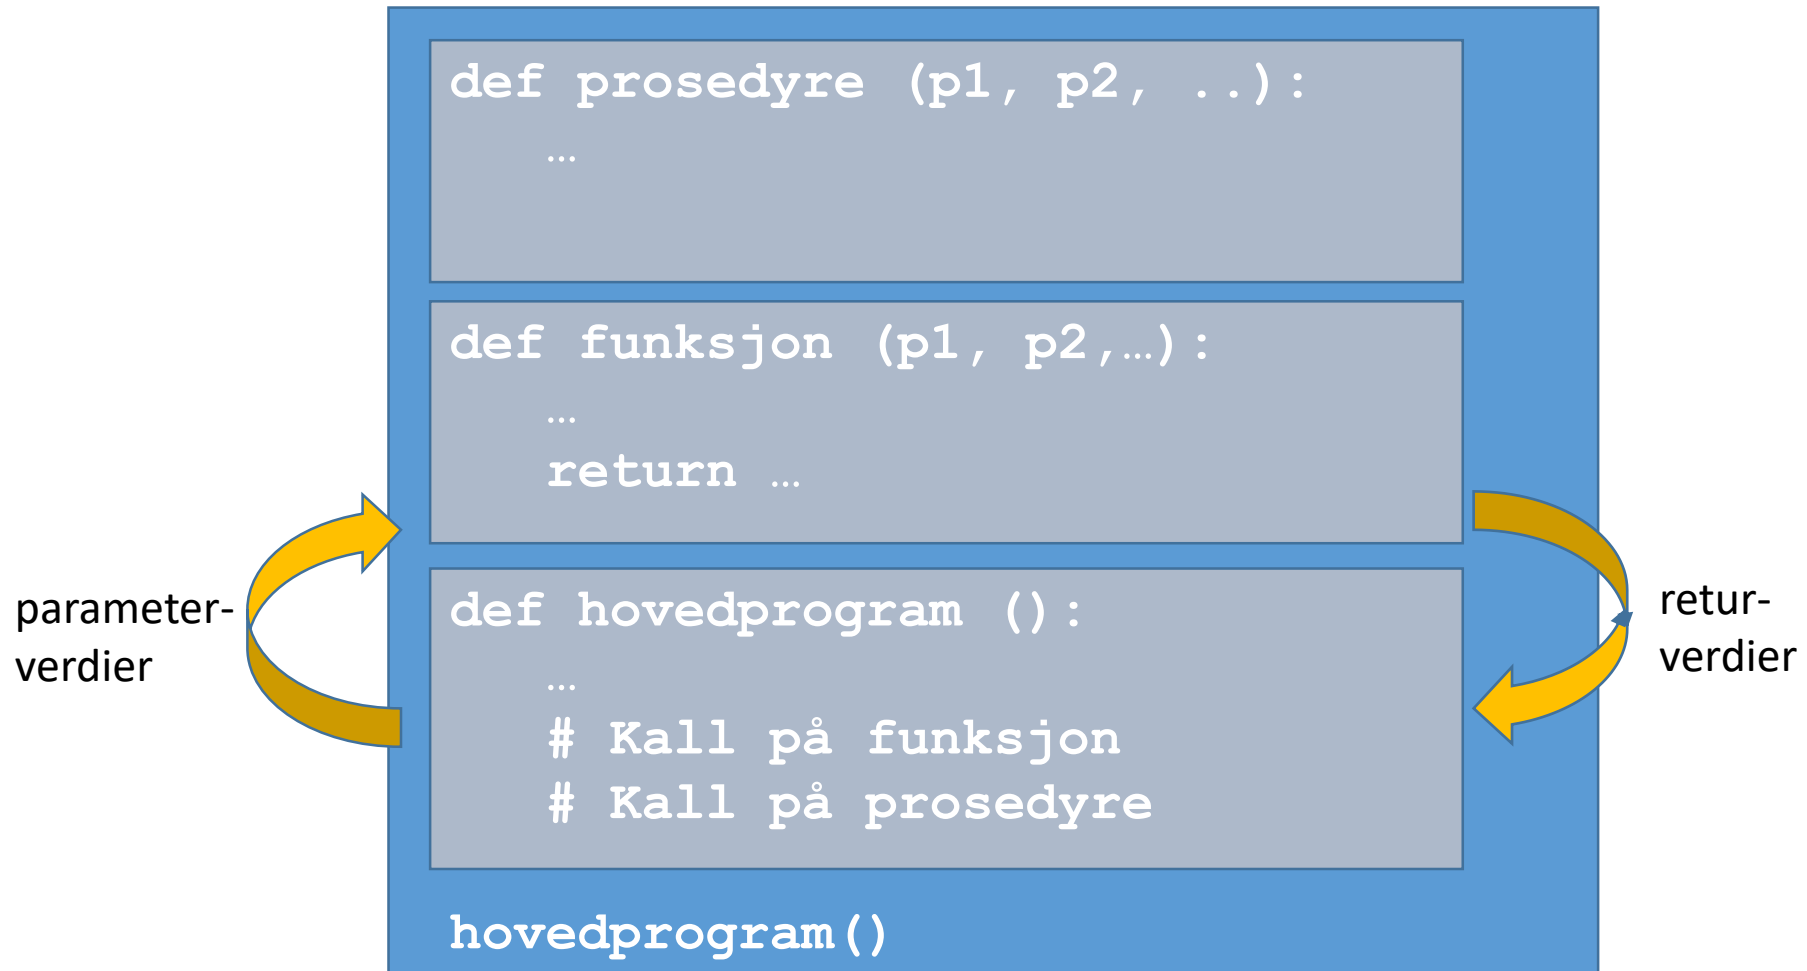 def prosedyre (p1, p2, ..):
…
def funksjon (p1, p2,…):
…
return …
def hovedprogram ():
…
# Kall på funksjon
# Kall på prosedyre
hovedprogram()
parameter-
verdier
retur-
verdier